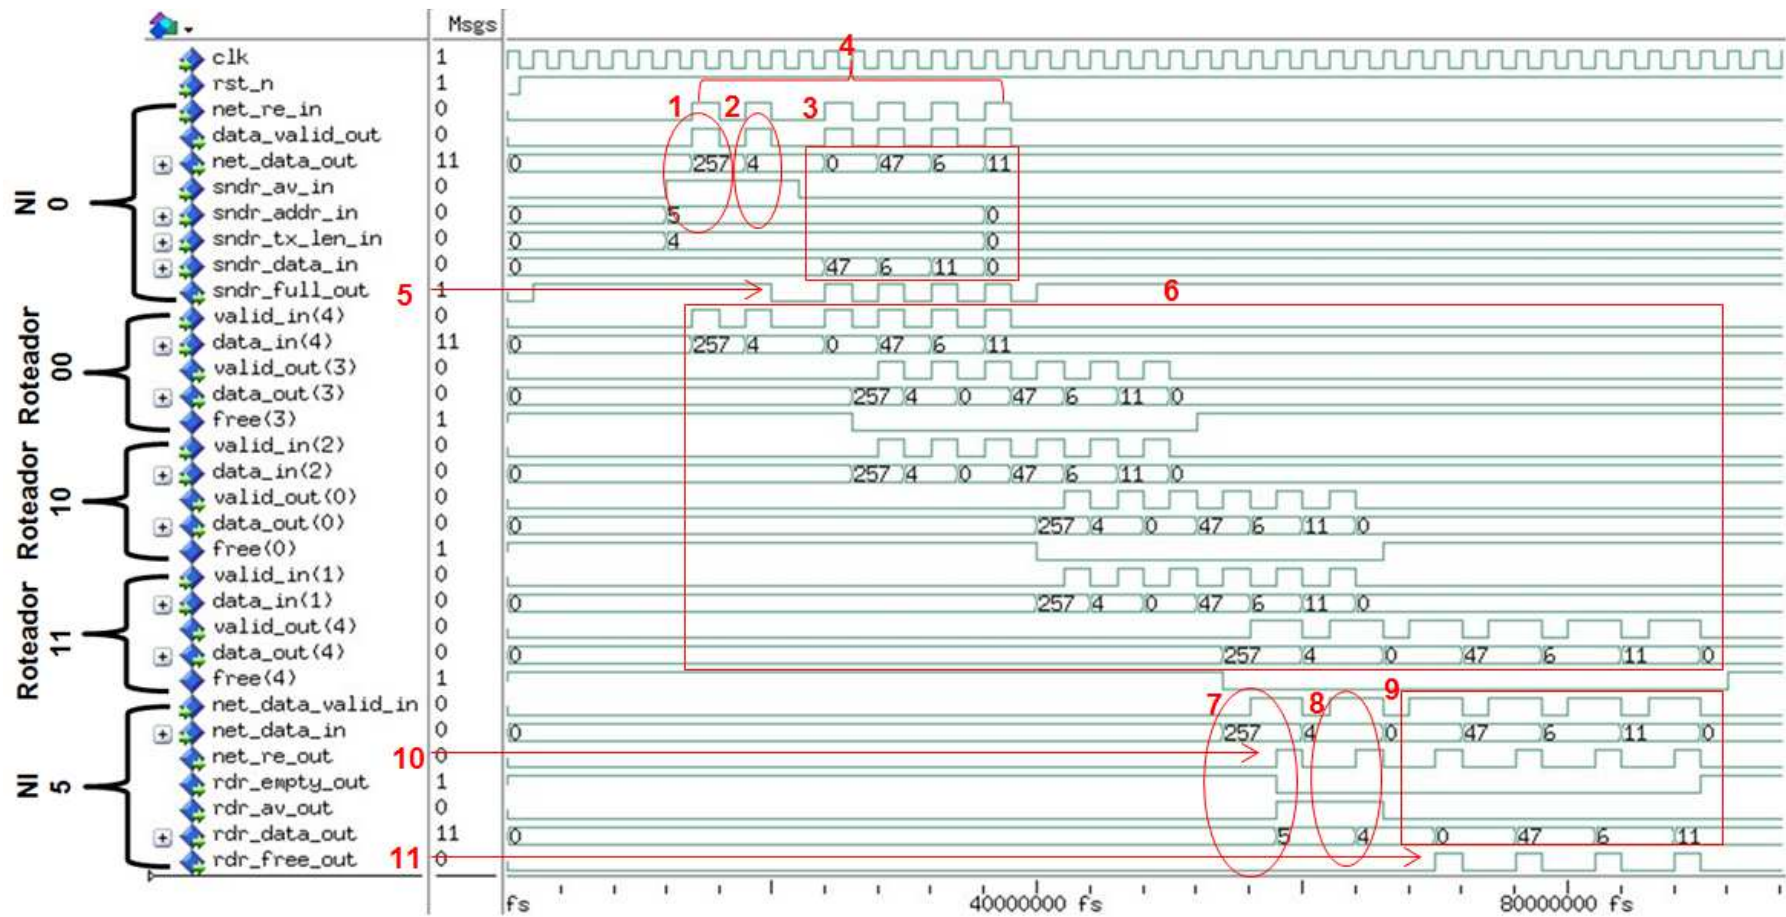 Msgs
4
clk 1
rst_n 1
1 2 3
net_re_in 0
data_valid_out 0
net_data_out 11 0 257 4 0 47 6 11
sndr_av_in 0
sndr_addr_in 0 0 5 0
sndr_tx_len_in 0 0 4 0
sndr_data_in 0 0 47 6 11 0
sndr_full_out 1
NI 0
5
6
valid_in(4) 0
data_in(4) 11 0 257 4 0 47 6 11
valid_out(3) 0
data_out(3) 0 0 257 4 0 47 6 11 0
free(3) 1
Roteador 00
valid_in(2) 0
data_in(2) 0 0 257 4 0 47 6 11 0
valid_out(0) 0
data_out(0) 0 0 257 4 0 47 6 11 0
free(0) 1
Roteador 10
valid_in(1) 0
data_in(1) 0 0 257 4 0 47 6 11 0
valid_out(4) 0
data_out(4) 0 0 257 4 0 47 6 11 0
free(4) 1
Roteador 11
7 8 9
net_data_valid_in 0
net_data_in 0 0 257 4 0 47 6 11 0
10
net_re_out 0
rdr_empty_out 1
rdr_av_out 0
rdr_data_out 11 0 5 4 0 47 6 11
11
rdr_free_out 0
NI 5
fs 40000000 fs 80000000 fs